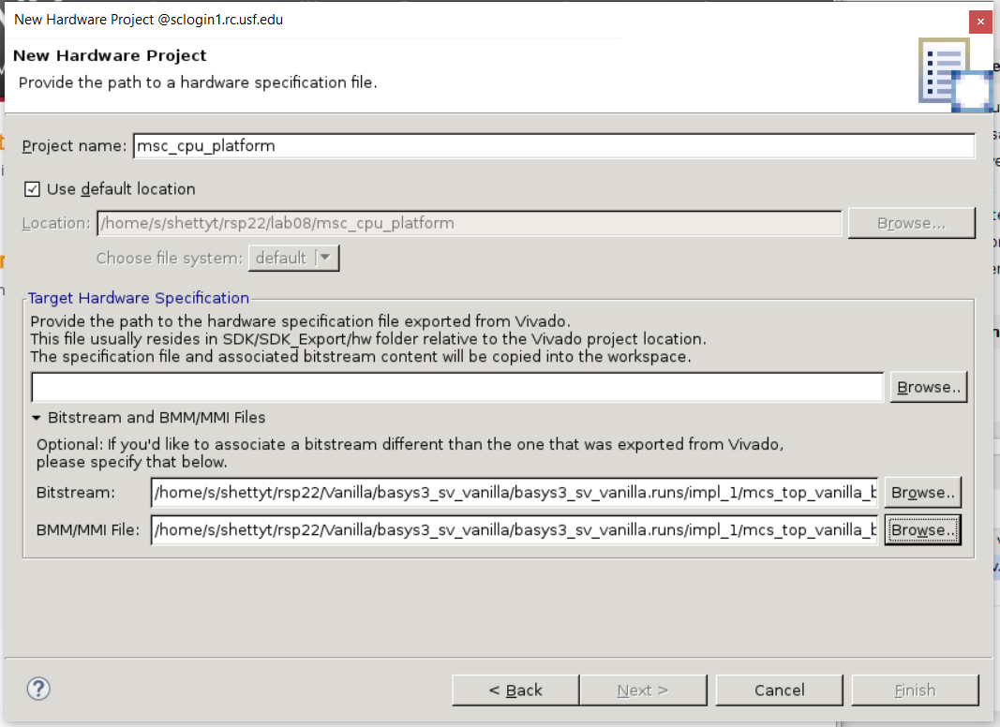 New Hardware Project @sclogin1.rc.usf.edu
New Hardware Project
Provide the path to a hardware specification file.
Project name: msc_cpu_platform
Use default location
Location: /home/s/shettyt/rsp22/lab08/msc_cpu_platform Browse...
Choose file system: default
Target Hardware Specification
Provide the path to the hardware specification file exported from Vivado.
This file usually resides in SDK/SDK_Export/hw folder relative to the Vivado project location.
The specification file and associated bitstream content will be copied into the workspace.
Browse..
Bitstream and BMM/MMI Files
Optional: If you'd like to associate a bitstream different than the one that was exported from Vivado,
please specify that below.
Bitstream: /home/s/shettyt/rsp22/Vanilla/basys3_sv_vanilla/basys3_sv_vanilla.runs/impl_1/mcs_top_vanilla_b Browse..
BMM/MMI File: /home/s/shettyt/rsp22/Vanilla/basys3_sv_vanilla/basys3_sv_vanilla.runs/impl_1/mcs_top_vanilla_b Browse..
? < Back Next > Cancel Finish